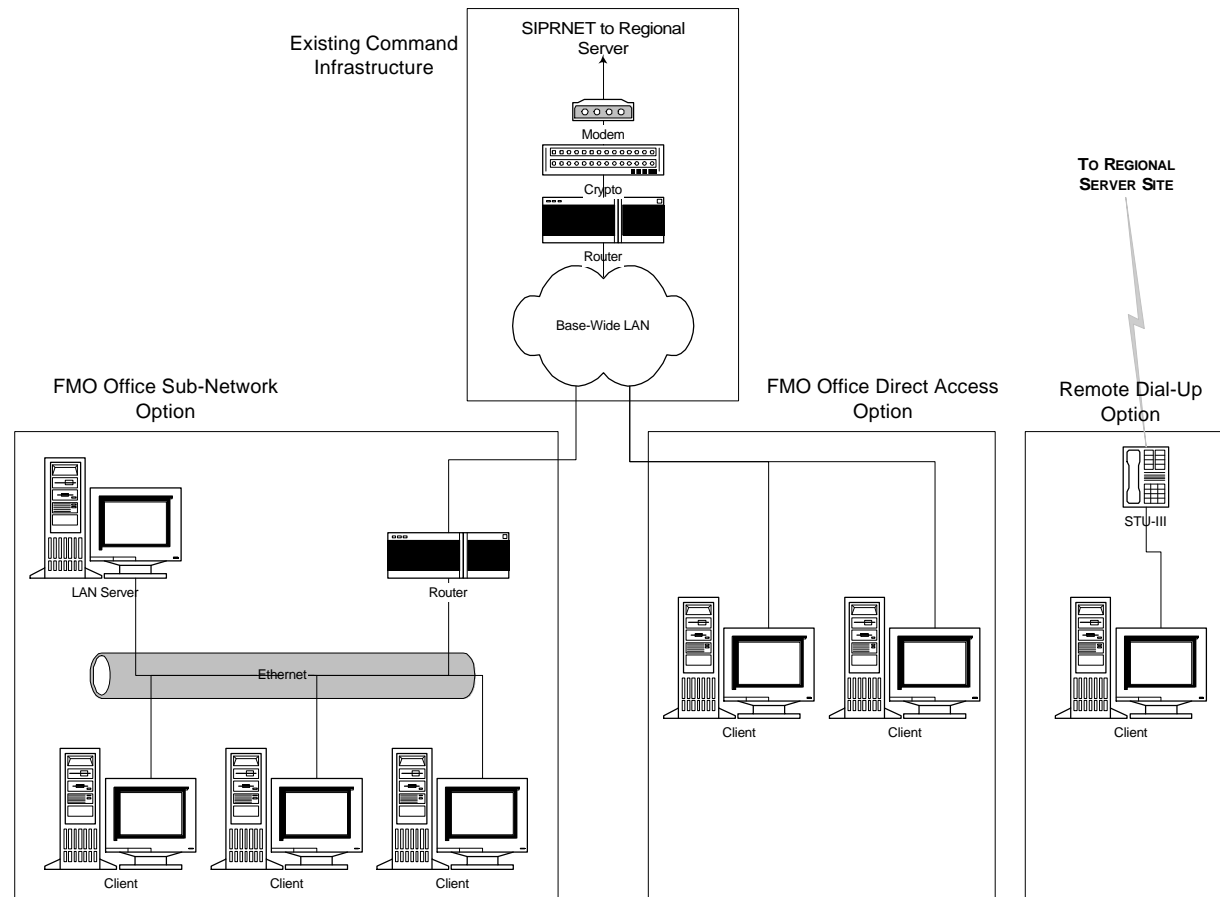 Existing Command
Infrastructure
SIPRNET to Regional
Server
Modem
Crypto
Router
Base-Wide LAN
TO REGIONAL
SERVER SITE
FMO Office Sub-Network
Option
FMO Office Direct Access
Option
Remote Dial-Up
Option
LAN Server
Router
STU-III
Ethernet
Client
Client
Client
Client
Client
Client